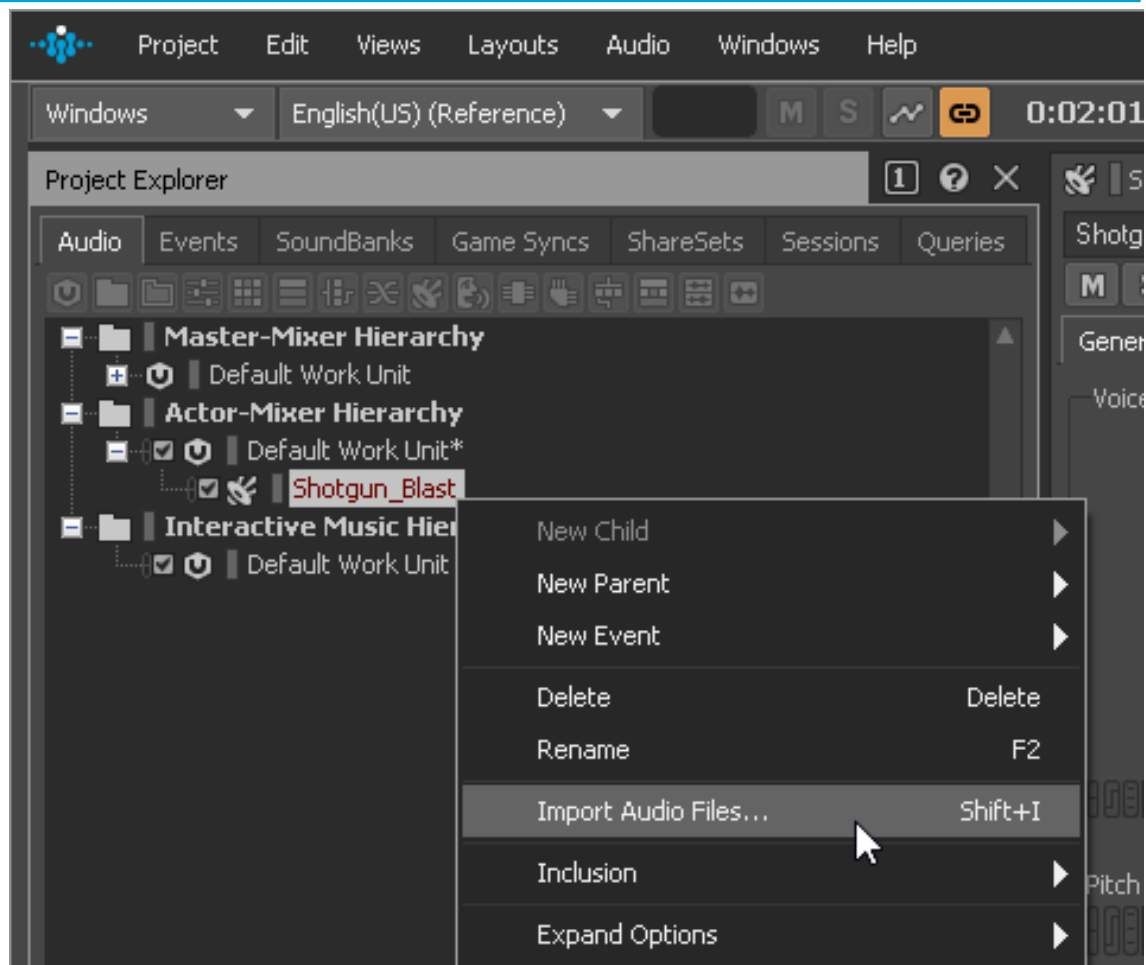 Project Edit Views Layouts Audio Windows Help
Windows English(US) (Reference) M S 0:02:01
Project Explorer 1 ? S
Audio Events SoundBanks Game Syncs ShareSets Sessions Queries Shotg
M
Master-Mixer Hierarchy
Default Work Unit Gener
Actor-Mixer Hierarchy Voice
Default Work Unit*
Shotgun_Blast
Interactive Music Hier
Default Work Unit
New Child
New Parent
New Event
Delete Delete
Rename F2
Import Audio Files... Shift+I
Inclusion
Pitch
Expand Options